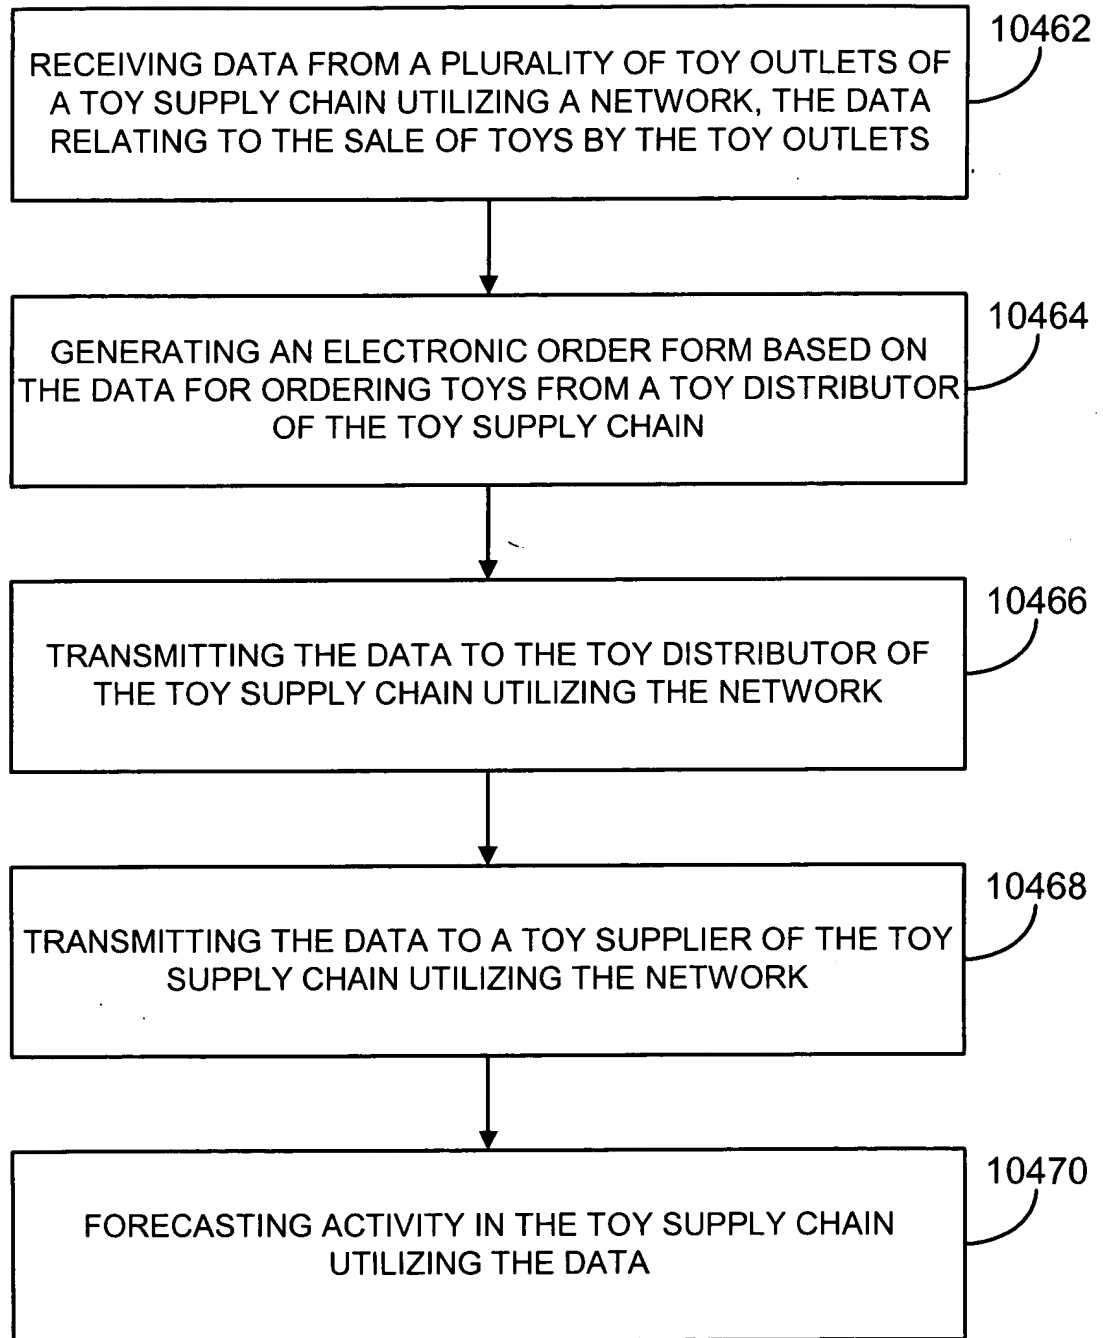 10462
RECEIVING DATA FROM A PLURALITY OF TOY OUTLETS OF
A TOY SUPPLY CHAIN UTILIZING A NETWORK, THE DATA
RELATING TO THE SALE OF TOYS BY THE TOY OUTLETS
10464
GENERATING AN ELECTRONIC ORDER FORM BASED ON
THE DATA FOR ORDERING TOYS FROM A TOY DISTRIBUTOR
OF THE TOY SUPPLY CHAIN
10466
TRANSMITTING THE DATA TO THE TOY DISTRIBUTOR OF
THE TOY SUPPLY CHAIN UTILIZING THE NETWORK
10468
TRANSMITTING THE DATA TO A TOY SUPPLIER OF THE TOY
SUPPLY CHAIN UTILIZING THE NETWORK
10470
FORECASTING ACTIVITY IN THE TOY SUPPLY CHAIN
UTILIZING THE DATA